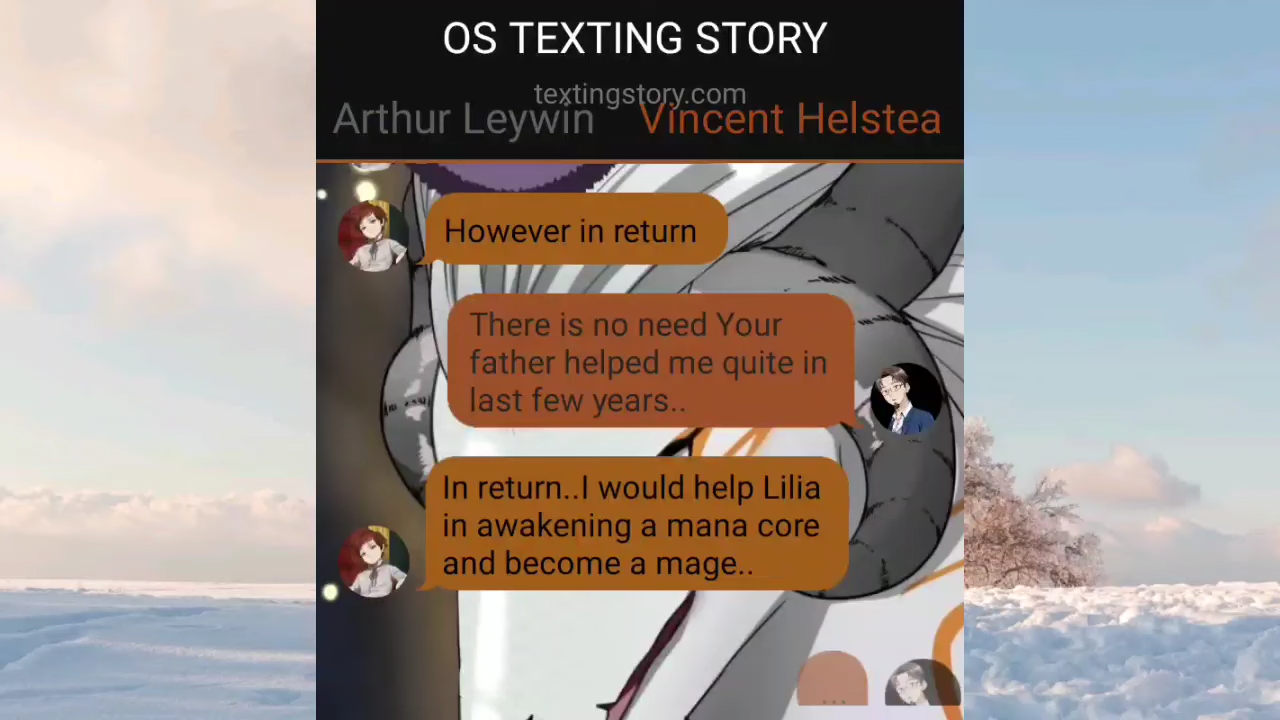 OS TEXTING STORY
textingstory.com
Arthur Leywin
Vincent Helstea
However in return
There is no need Your
father helped me quite in
last few years..
In return..I would help Lilia
in awakening a mana core
and become a mage..